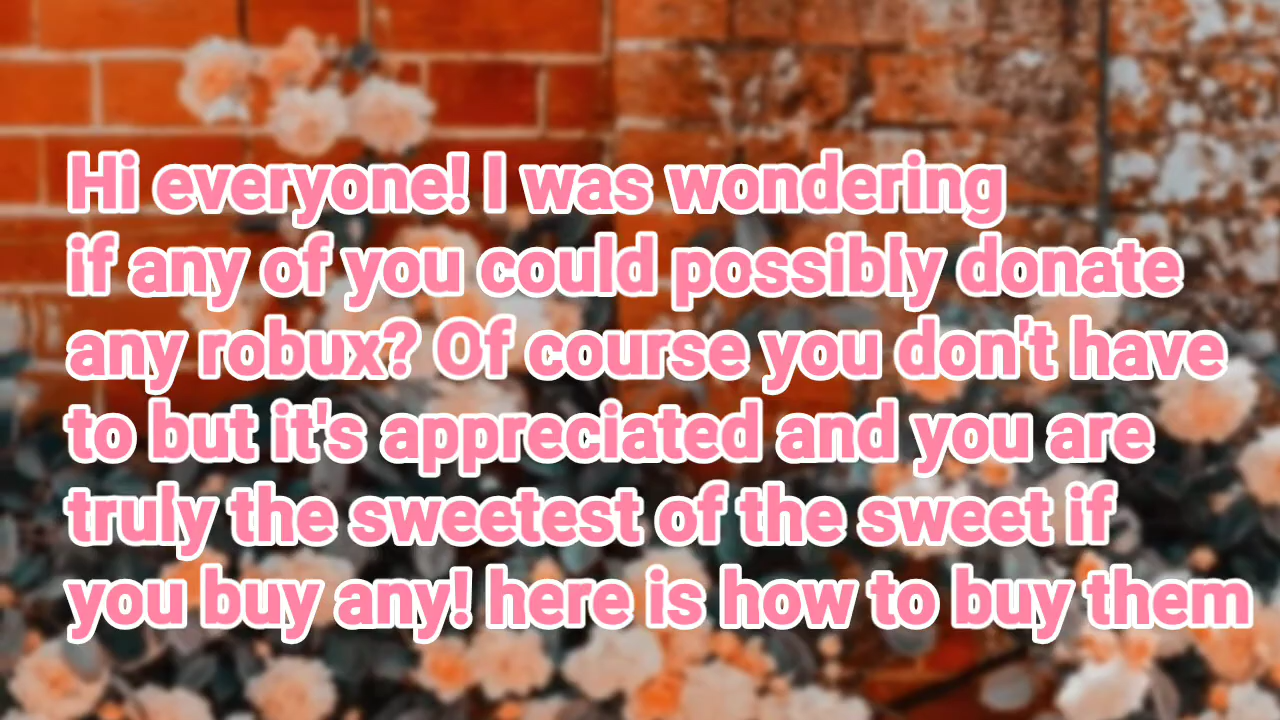 Hi everyone! I was wondering
if any of you could possibly donate
any robux? Of course you don't have
to but it's appreciated and you are
truly the sweetest of the sweet if
you buy any! here is how to buy them